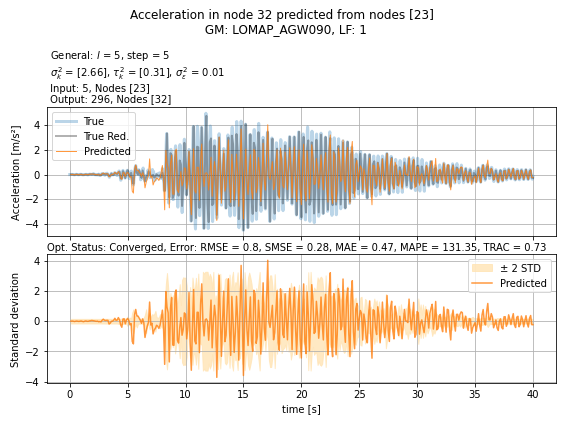 Acceleration in node 32 predicted from nodes [23]
GM: LOMAP_AGW090, LF: 1
General: l = 5, step = 5
σ²ₖ = [2.66], τ²ₖ = [0.31], σ²ε = 0.01
Input: 5, Nodes [23]
Output: 296, Nodes [32]
True
True Red.
Predicted
Acceleration [m/s²]
4
2
0
−2
−4
Opt. Status: Converged, Error: RMSE = 0.8, SMSE = 0.28, MAE = 0.47, MAPE = 131.35, TRAC = 0.73
± 2 STD
Predicted
Standard deviation
4
2
0
−2
−4
0 5 10 15 20 25 30 35 40
time [s]